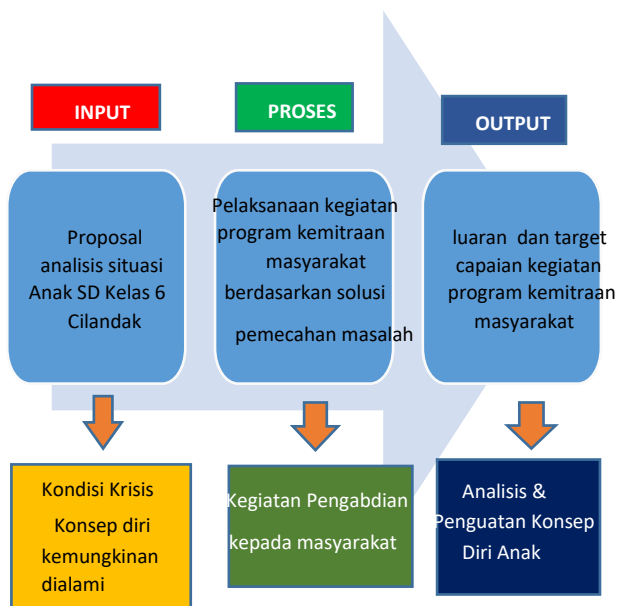 INPUT
PROSES
OUTPUT
Proposal
analisis situasi
Anak SD Kelas 6
Cilandak
Pelaksanaan kegiatan
program kemitraan
masyarakat
berdasarkan solusi
pemecahan masalah
luaran dan target
capaian kegiatan
program kemitraan
masyarakat
Kondisi Krisis
Konsep diri
kemungkinan
dialami
Kegiatan Pengabdian
kepada masyarakat
Analisis &
Penguatan Konsep
Diri Anak